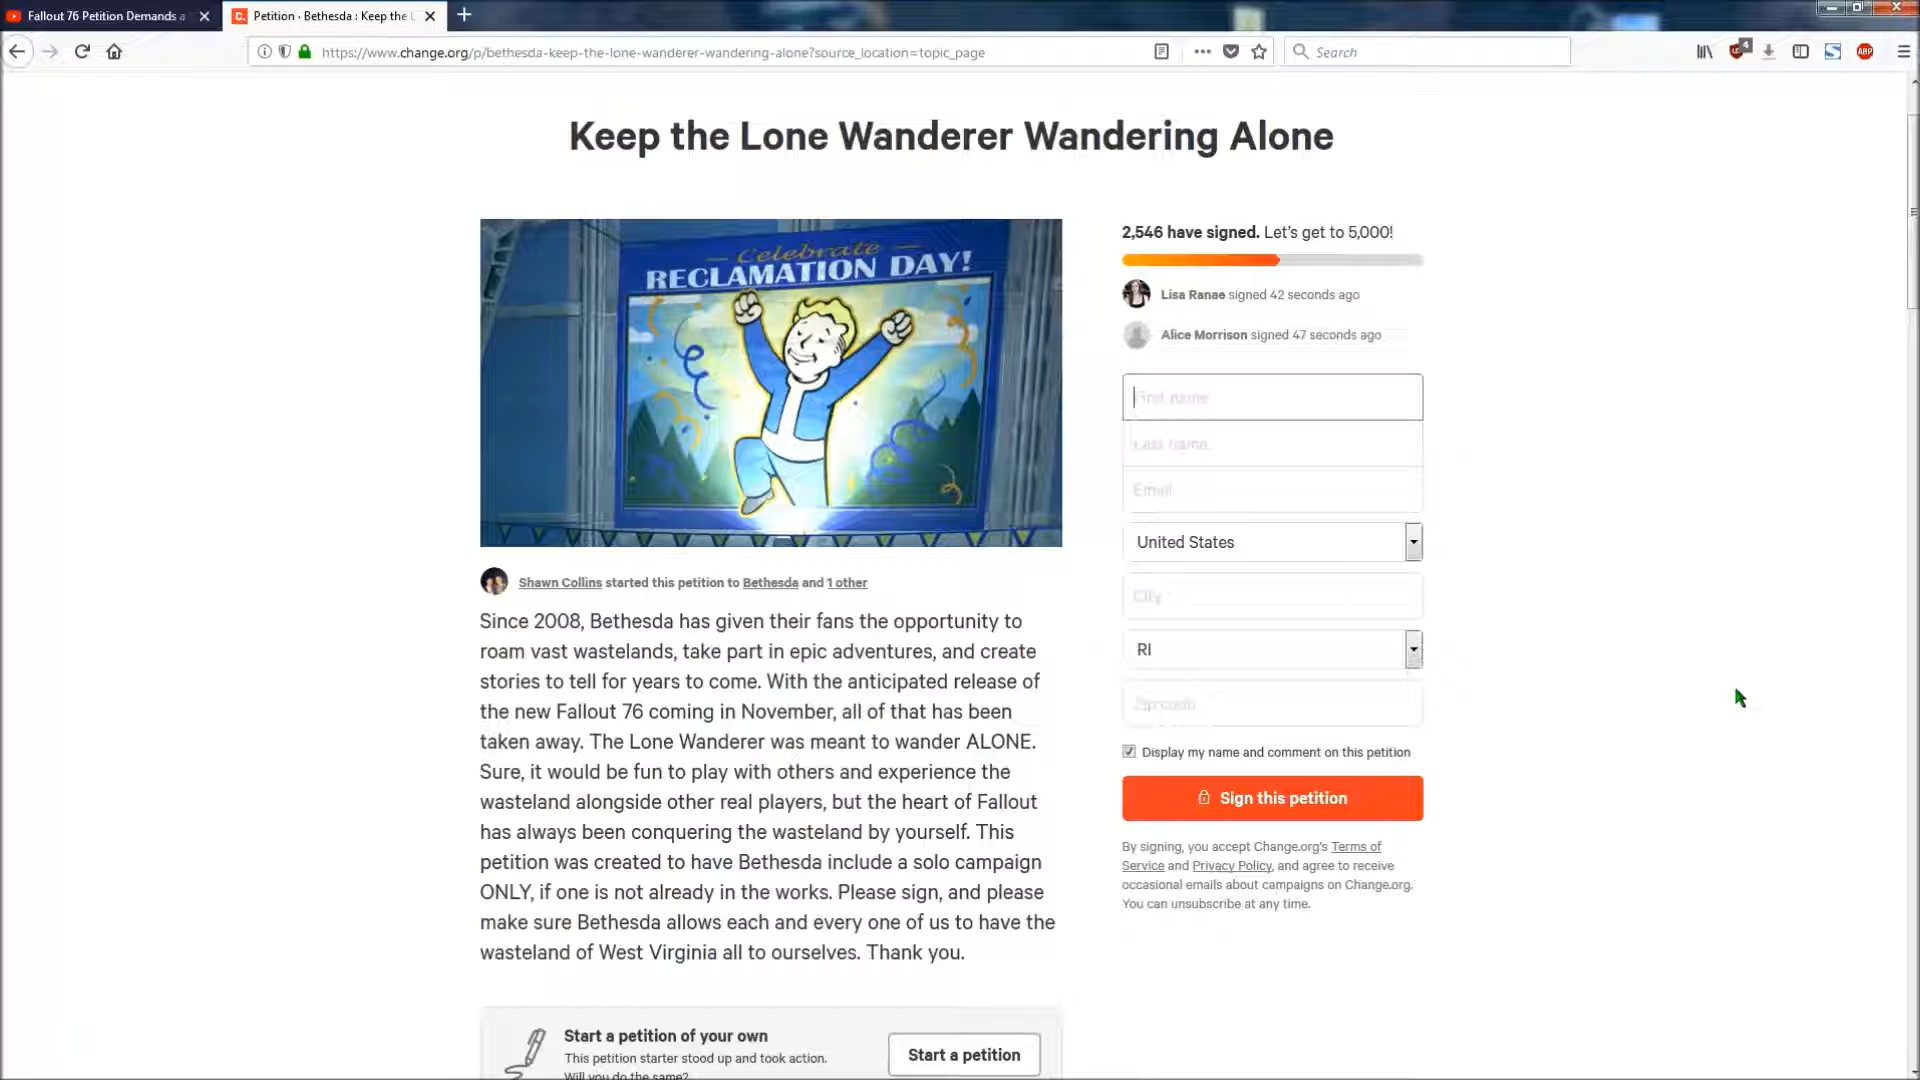 Fallout 76 Petition Demands a
Petition · Bethesda : Keep the L
https://www.change.org/p/bethesda-keep-the-lone-wanderer-wandering-alone?source_location=topic_page
Search
4
ABP
Keep the Lone Wanderer Wandering Alone
Celebrate
RECLAMATION DAY!
2,546 have signed. Let's get to 5,000!
Lisa Ranae signed 42 seconds ago
Alice Morrison signed 47 seconds ago
First name
Last name
Email
United States
City
RI
Zip code
Display my name and comment on this petition
Sign this petition
By signing, you accept Change.org's Terms of
Service and Privacy Policy, and agree to receive
occasional emails about campaigns on Change.org.
You can unsubscribe at any time.
Shawn Collins started this petition to Bethesda and 1 other
Since 2008, Bethesda has given their fans the opportunity to
roam vast wastelands, take part in epic adventures, and create
stories to tell for years to come. With the anticipated release of
the new Fallout 76 coming in November, all of that has been
taken away. The Lone Wanderer was meant to wander ALONE.
Sure, it would be fun to play with others and experience the
wasteland alongside other real players, but the heart of Fallout
has always been conquering the wasteland by yourself. This
petition was created to have Bethesda include a solo campaign
ONLY, if one is not already in the works. Please sign, and please
make sure Bethesda allows each and every one of us to have the
wasteland of West Virginia all to ourselves. Thank you.
Start a petition of your own
This petition starter stood up and took action.
Will you do the same?
Start a petition